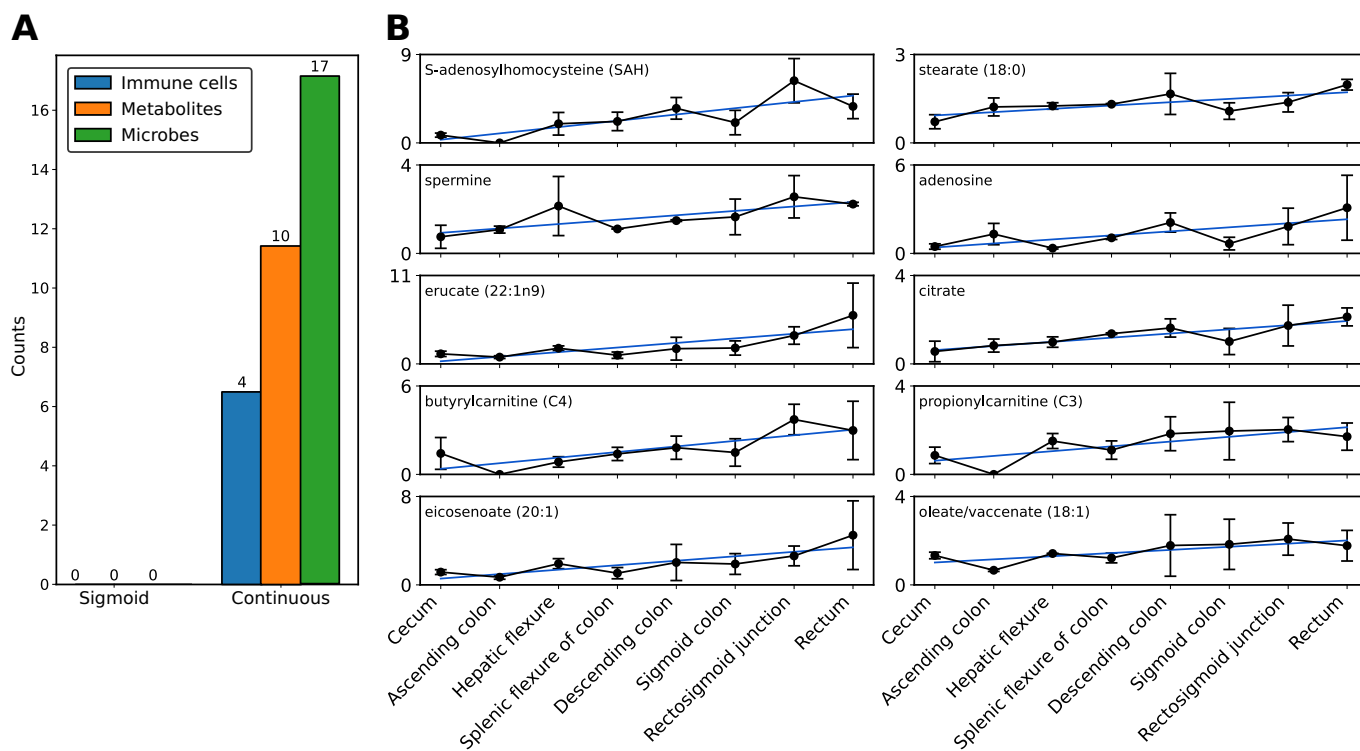 A
Counts
0
2
4
6
8
10
12
14
16
Immune cells
Metabolites
Microbes
0
0
0
4
10
17
Sigmoid
Continuous
B
9
0
S-adenosylhomocysteine (SAH)
3
0
stearate (18:0)
4
0
spermine
6
0
adenosine
11
0
erucate (22:1n9)
4
0
citrate
6
0
butyrylcarnitine (C4)
4
0
propionylcarnitine (C3)
8
0
eicosenoate (20:1)
4
0
oleate/vaccenate (18:1)
Cecum
Ascending colon
Hepatic flexure
Splenic flexure of colon
Descending colon
Sigmoid colon
Rectosigmoid junction
Rectum
Cecum
Ascending colon
Hepatic flexure
Splenic flexure of colon
Descending colon
Sigmoid colon
Rectosigmoid junction
Rectum